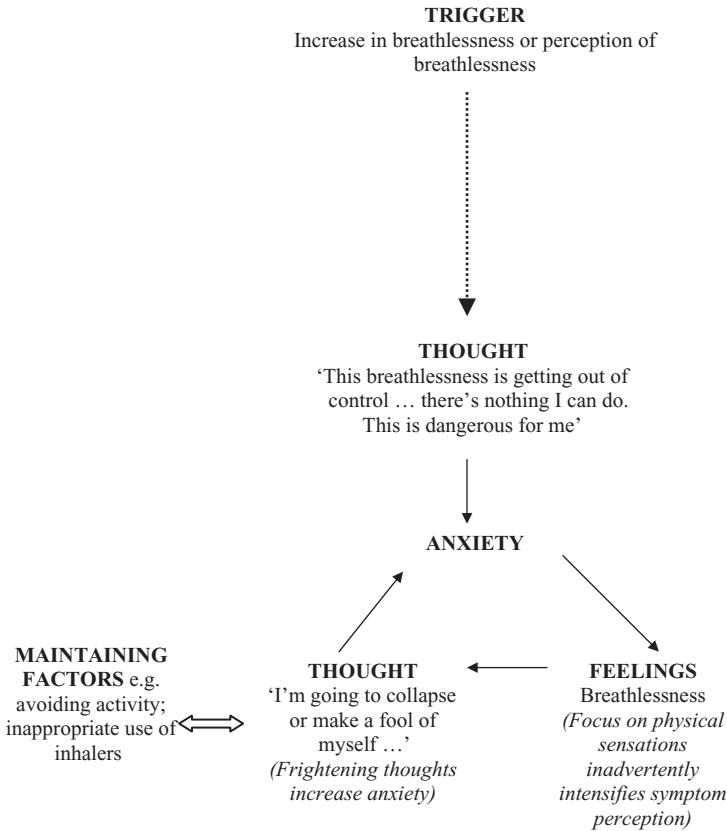 TRIGGER
Increase in breathlessness or perception of
breathlessness
THOUGHT
‘This breathlessness is getting out of
control … there’s nothing I can do.
This is dangerous for me’
ANXIETY
MAINTAINING
FACTORS e.g.
avoiding activity;
inappropriate use of
inhalers
THOUGHT
‘I’m going to collapse
or make a fool of
myself …’
(Frightening thoughts
increase anxiety)
FEELINGS
Breathlessness
(Focus on physical
sensations
inadvertently
intensifies symptom
perception)